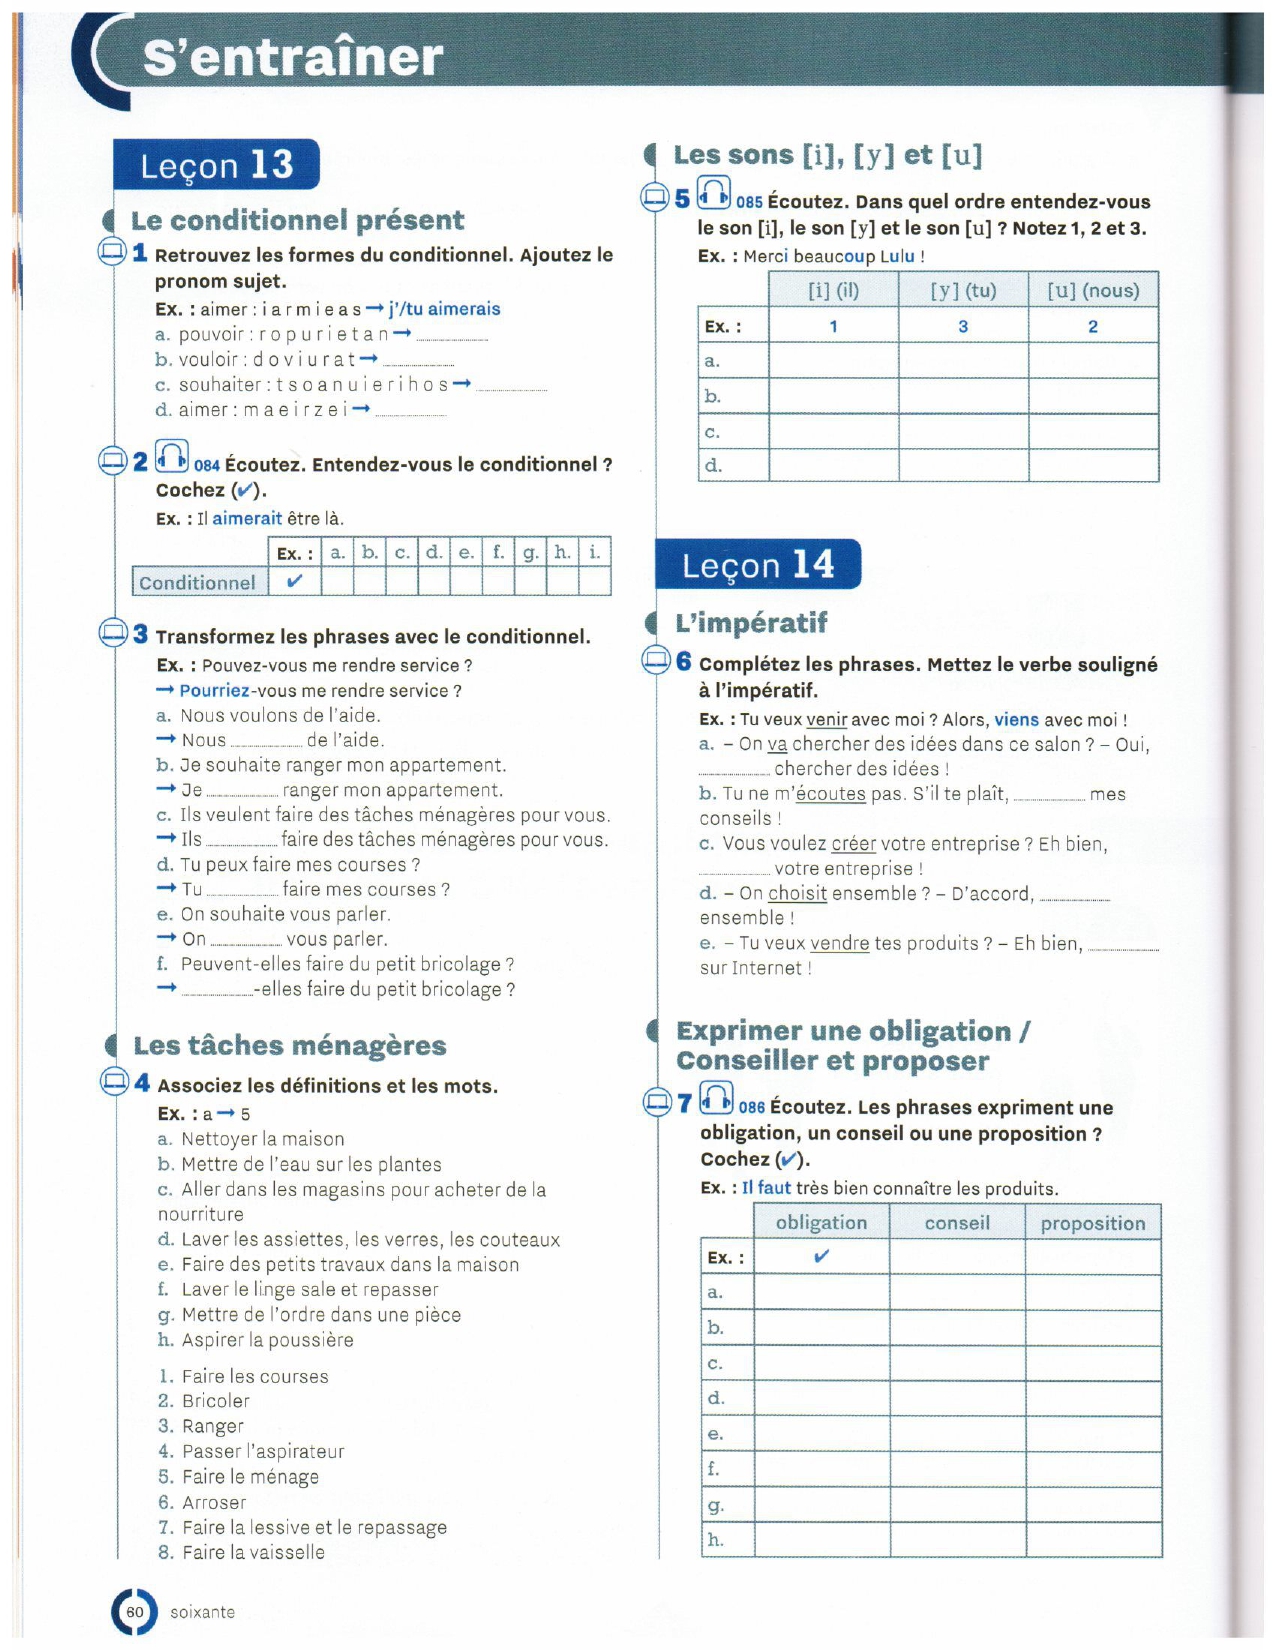 S'entraîner
Leçon 13
Le conditionnel présent
1 Retrouvez les formes du conditionnel. Ajoutez le
pronom sujet.
Ex. : aimer : i a r m i e a s → j'/tu aimerais
a. pouvoir : r o p u r i e t a n →
b. vouloir : d o v i u r a t →
c. souhaiter : t s o a n u i e r i h o s →
d. aimer : m a e i r z e i →
2 084 Écoutez. Entendez-vous le conditionnel ?
Cochez (✓).
Ex. : Il aimerait être là.
Ex. : a. b. c. d. e. f. g. h. i.
Conditionnel ✓
3 Transformez les phrases avec le conditionnel.
Ex. : Pouvez-vous me rendre service ?
→ Pourriez-vous me rendre service ?
a. Nous voulons de l'aide.
→ Nous de l'aide.
b. Je souhaite ranger mon appartement.
→ Je ranger mon appartement.
c. Ils veulent faire des tâches ménagères pour vous.
→ Ils faire des tâches ménagères pour vous.
d. Tu peux faire mes courses ?
→ Tu faire mes courses ?
e. On souhaite vous parler.
→ On vous parler.
f. Peuvent-elles faire du petit bricolage ?
→ -elles faire du petit bricolage ?
Les tâches ménagères
4 Associez les définitions et les mots.
Ex. : a → 5
a. Nettoyer la maison
b. Mettre de l'eau sur les plantes
c. Aller dans les magasins pour acheter de la
nourriture
d. Laver les assiettes, les verres, les couteaux
e. Faire des petits travaux dans la maison
f. Laver le linge sale et repasser
g. Mettre de l'ordre dans une pièce
h. Aspirer la poussière
1. Faire les courses
2. Bricoler
3. Ranger
4. Passer l'aspirateur
5. Faire le ménage
6. Arroser
7. Faire la lessive et le repassage
8. Faire la vaisselle
Les sons [i], [y] et [u]
5 085 Écoutez. Dans quel ordre entendez-vous
le son [i], le son [y] et le son [u] ? Notez 1, 2 et 3.
Ex. : Merci beaucoup Lulu !
[i] (il) [y] (tu) [u] (nous)
Ex. : 1 3 2
a.
b.
c.
d.
Leçon 14
L'impératif
6 Complétez les phrases. Mettez le verbe souligné
à l'impératif.
Ex. : Tu veux venir avec moi ? Alors, viens avec moi !
a. – On va chercher des idées dans ce salon ? – Oui,
chercher des idées !
b. Tu ne m'écoutes pas. S'il te plaît, mes
conseils !
c. Vous voulez créer votre entreprise ? Eh bien,
votre entreprise !
d. – On choisit ensemble ? – D'accord,
ensemble !
e. – Tu veux vendre tes produits ? – Eh bien,
sur Internet !
Exprimer une obligation /
Conseiller et proposer
7 086 Écoutez. Les phrases expriment une
obligation, un conseil ou une proposition ?
Cochez (✓).
Ex. : Il faut très bien connaître les produits.
obligation conseil proposition
Ex. : ✓
a.
b.
c.
d.
e.
f.
g.
h.
60 soixante